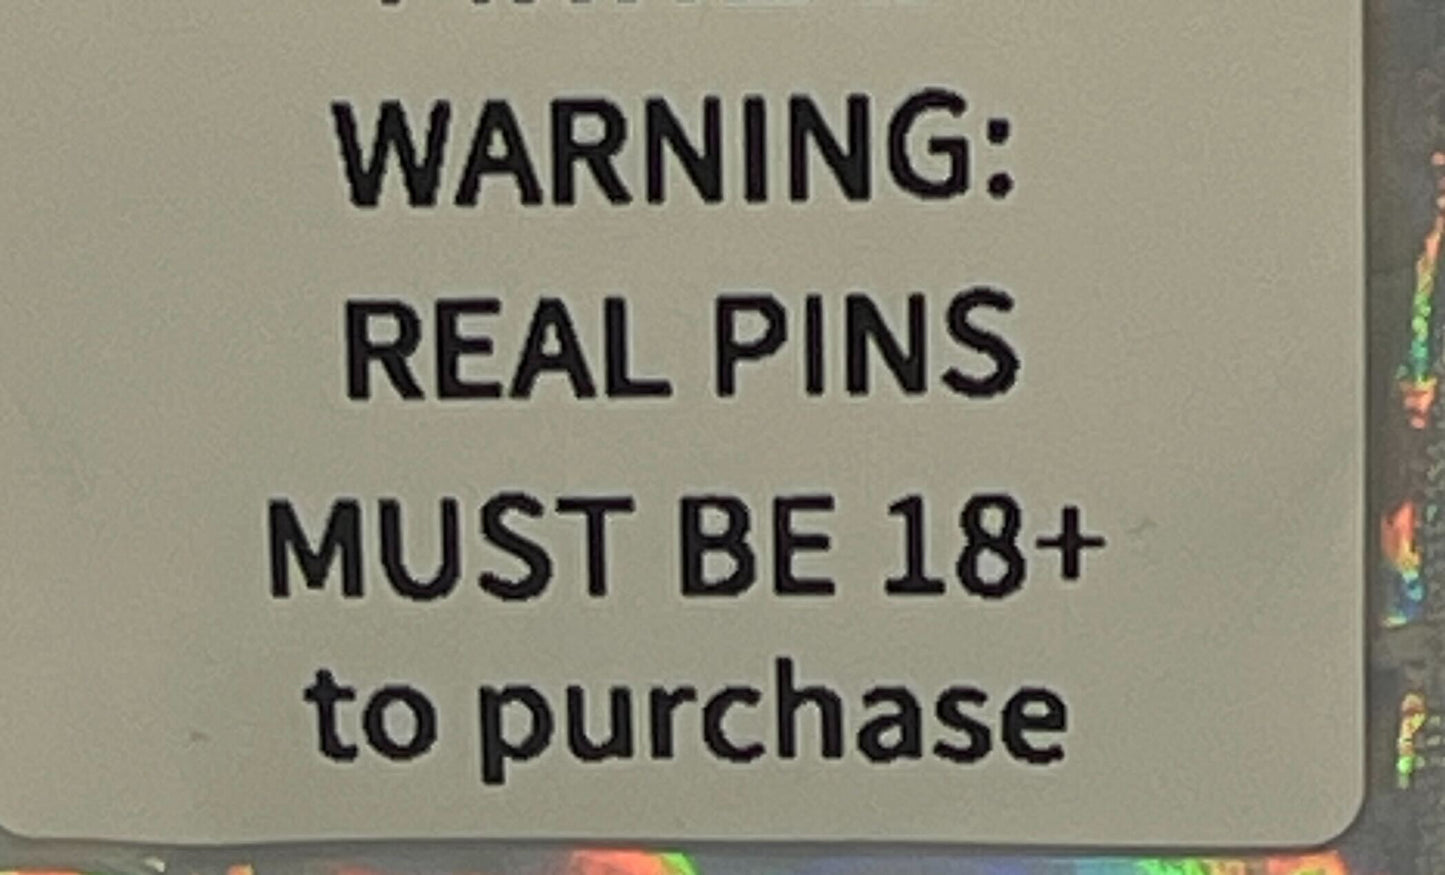 WARNING:
REAL PINS
MUST BE 18+
to purchase